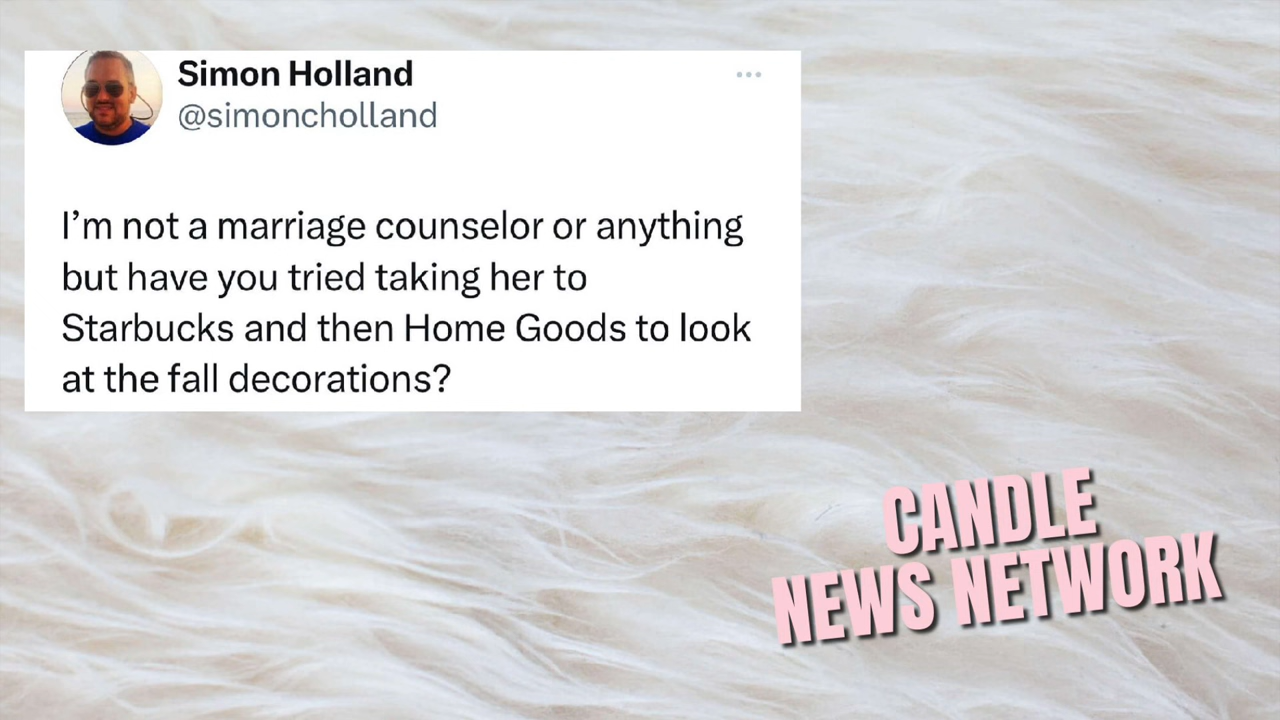 Simon Holland
@simoncholland
I’m not a marriage counselor or anything
but have you tried taking her to
Starbucks and then Home Goods to look
at the fall decorations?
CANDLE
NEWS NETWORK